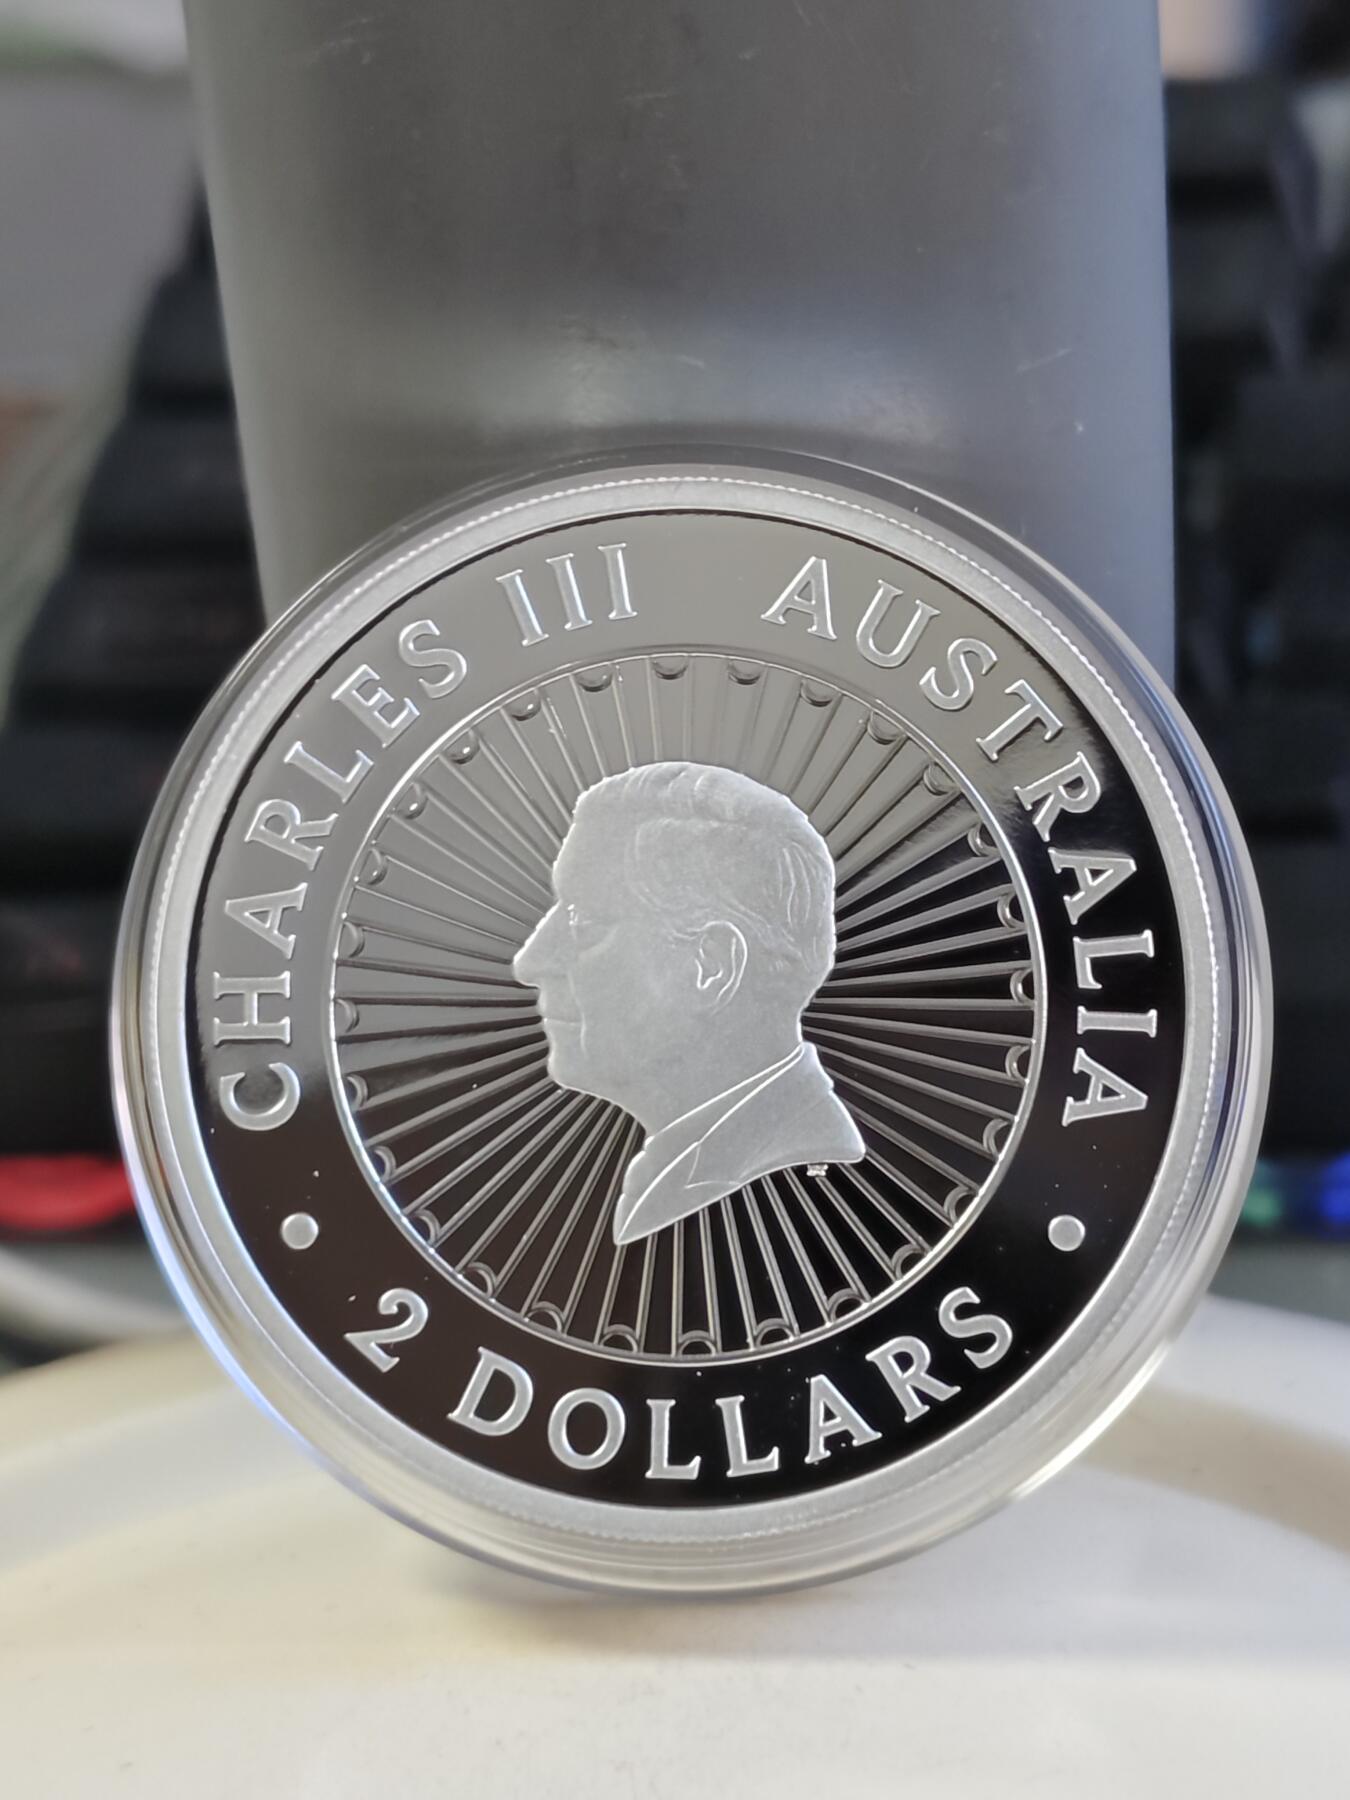 CHARLES III AUSTRALIA
• 2 DOLLARS •